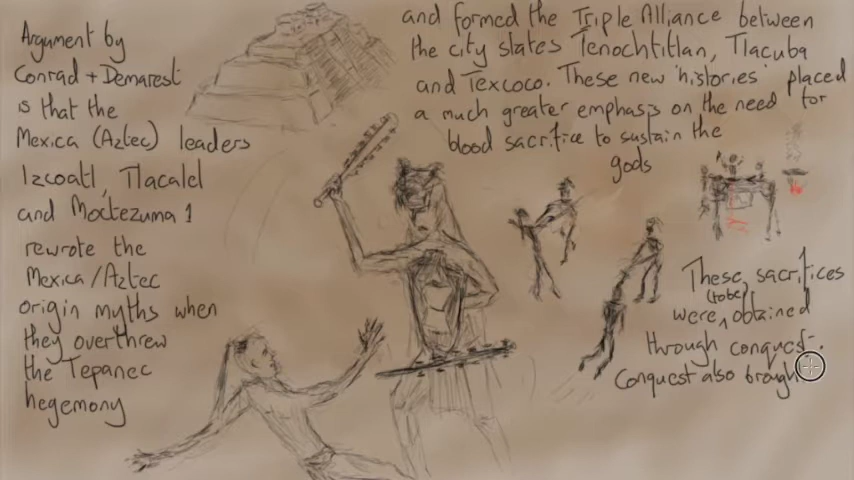 Argument by
Conrad + Demarest
is that the
Mexica (Aztec) leaders
Izcoatl, Tlacalel
and Moctezuma 1
rewrote the
Mexica/Aztec
origin myths when
they overthrew
the Tepanec
hegemony
and formed the Triple Alliance between
the city states Tenochtitlan, Tlacuba
and Texcoco. These new 'histories' placed
a much greater emphasis on the need for
blood sacrifice to sustain the
gods
These sacrifices
were (to be) obtained
through conquest.
Conquest also brough